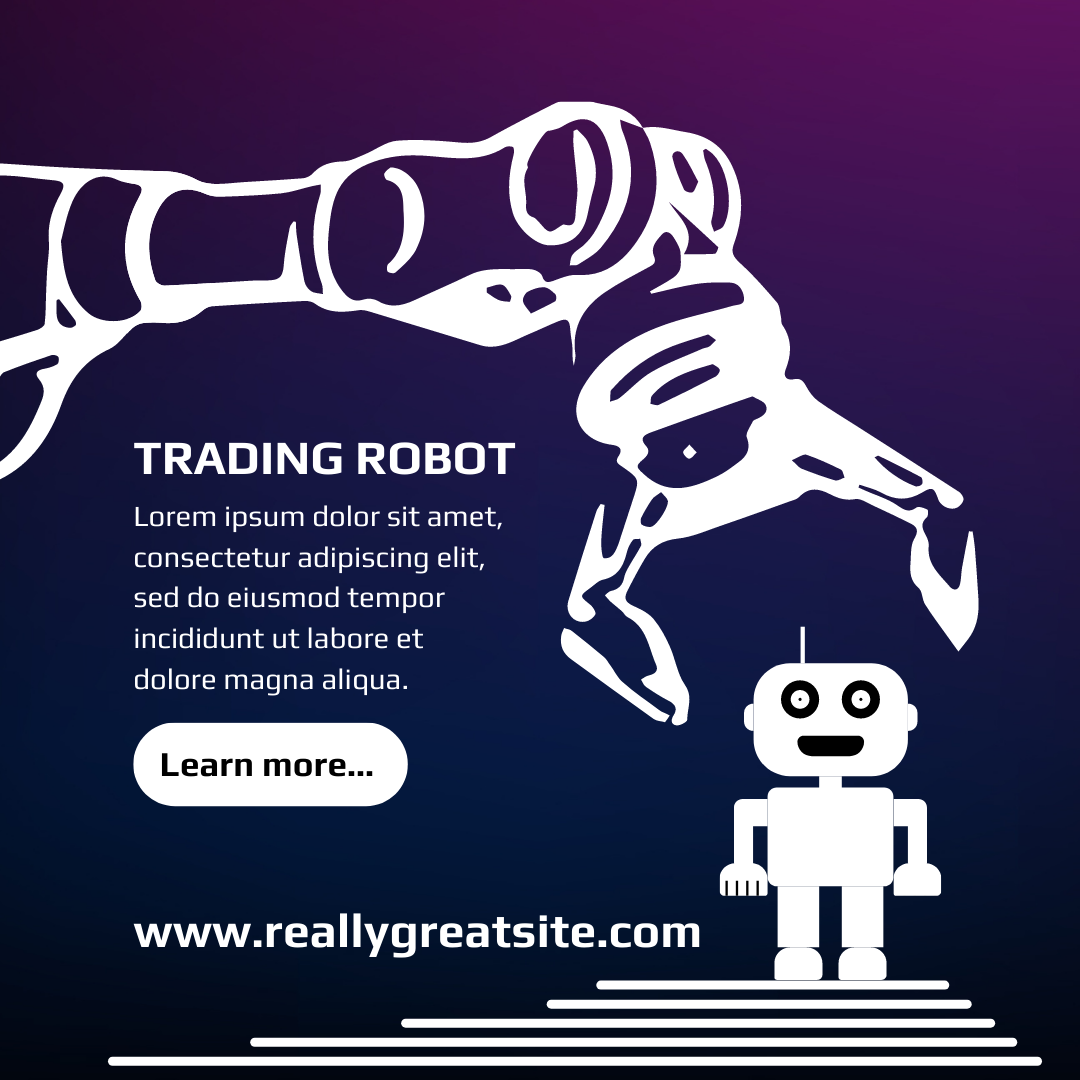 TRADING ROBOT
Lorem ipsum dolor sit amet,
consectetur adipiscing elit,
sed do eiusmod tempor
incididunt ut labore et
dolore magna aliqua.
Learn more...
www.reallygreatsite.com